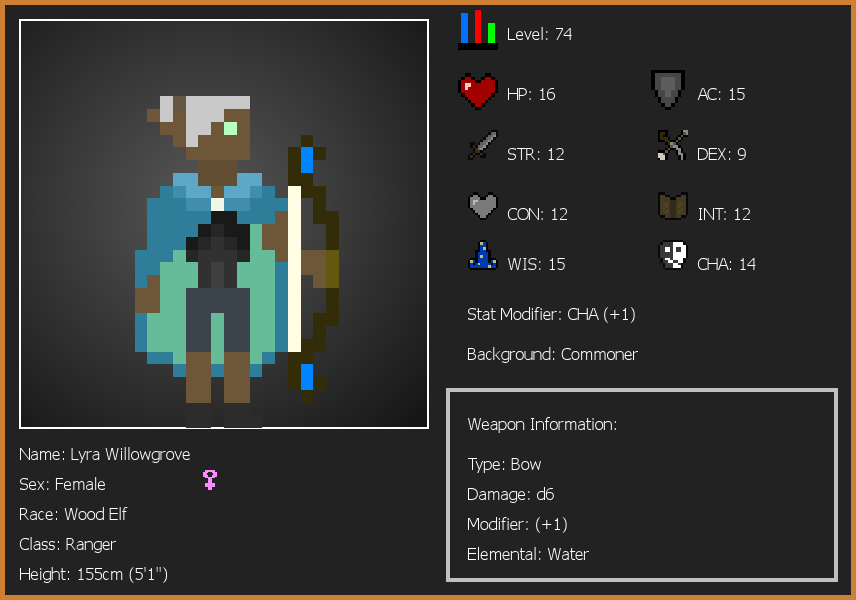 Level: 74
HP: 16
AC: 15
STR: 12
DEX: 9
CON: 12
INT: 12
WIS: 15
CHA: 14
Stat Modifier: CHA (+1)
Background: Commoner
Weapon Information:
Type: Bow
Damage: d6
Modifier: (+1)
Elemental: Water
Name: Lyra Willowgrove
Sex: Female
Race: Wood Elf
Class: Ranger
Height: 155cm (5'1")